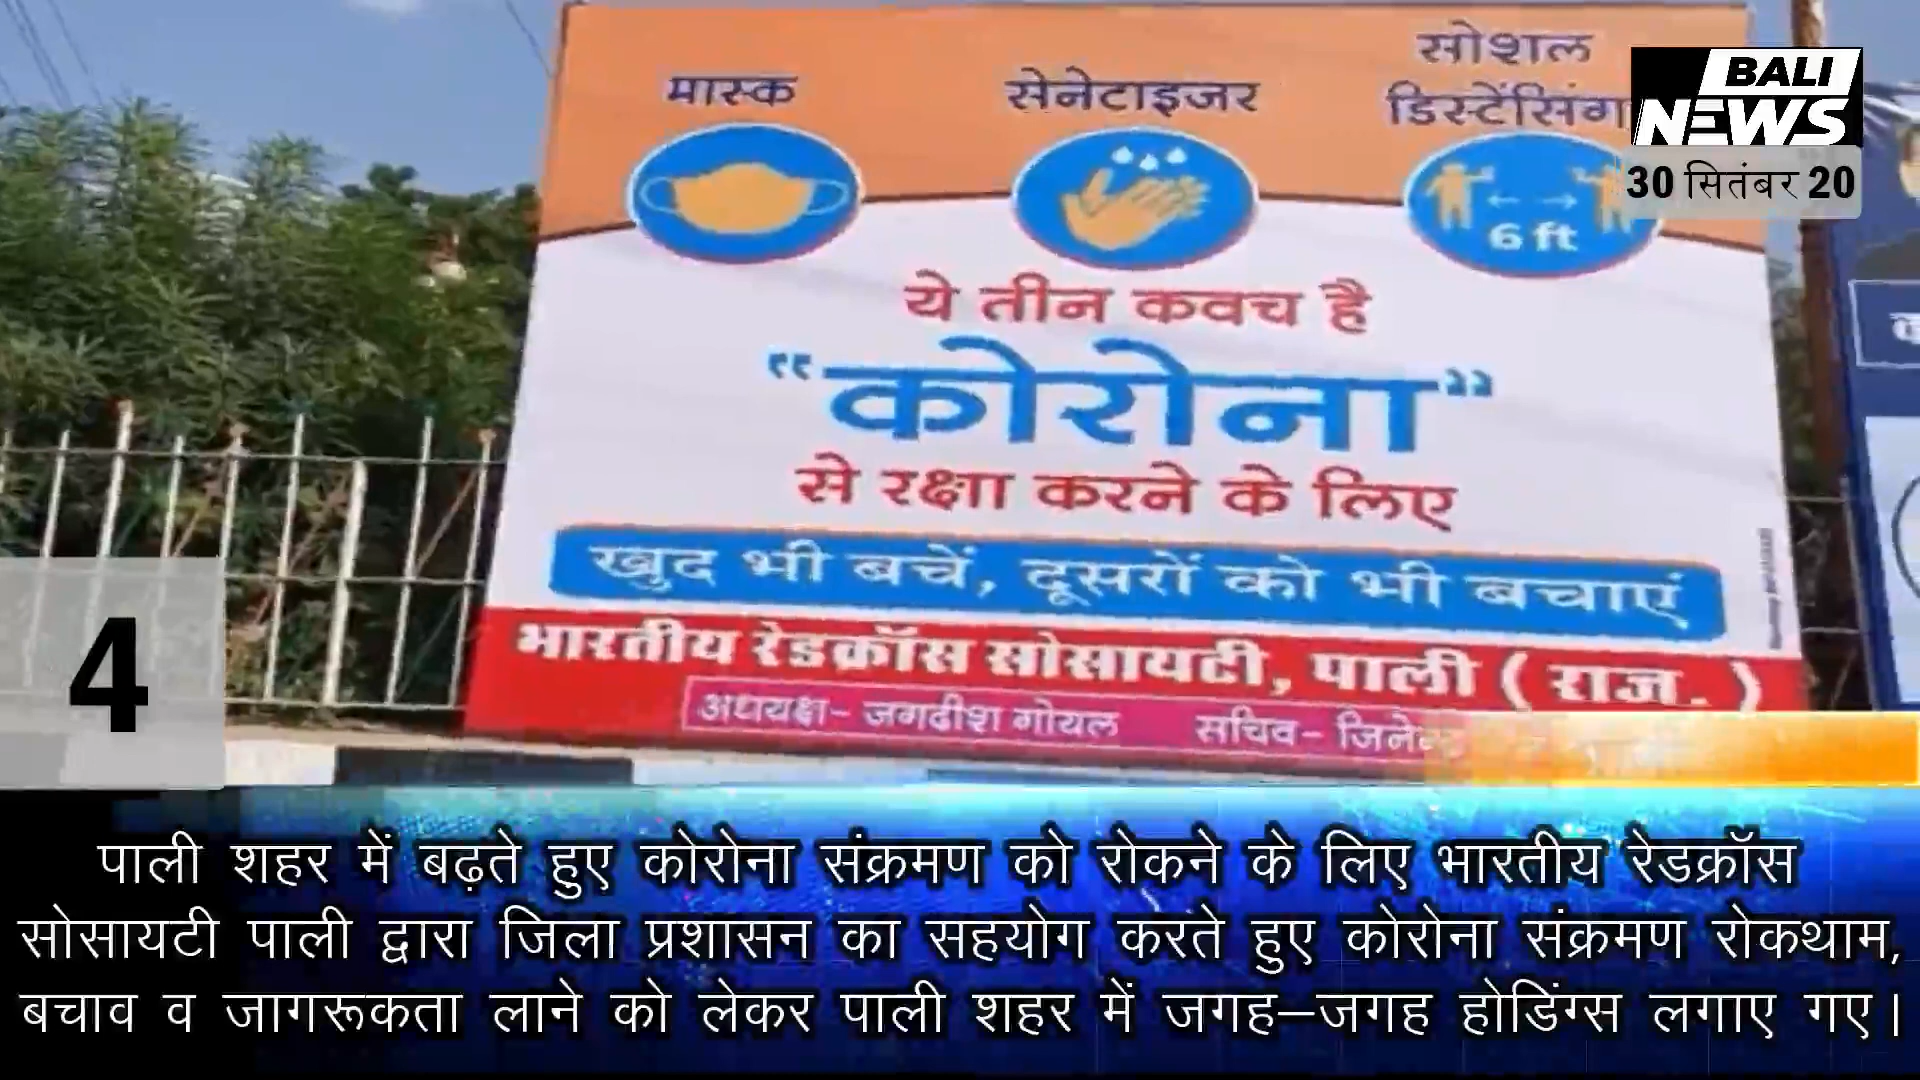 मास्क
सेनेटाइजर
सोशल
डिस्टेंसिंग
BALI
NEWS
30 सितंबर 20
6 ft
ये तीन कवच है
"कोरोना"
से रक्षा करने के लिए
खुद भी बचें, दूसरों को भी बचाएं
भारतीय रेडक्रॉस सोसायटी, पाली ( राज. )
अध्यक्ष- जगदीश गोयल सचिव-
4
पाली शहर में बढ़ते हुए कोरोना संक्रमण को रोकने के लिए भारतीय रेडक्रॉस
सोसायटी पाली द्वारा जिला प्रशासन का सहयोग करते हुए कोरोना संक्रमण रोकथाम,
बचाव व जागरूकता लाने को लेकर पाली शहर में जगह–जगह होडिंग्स लगाए गए।